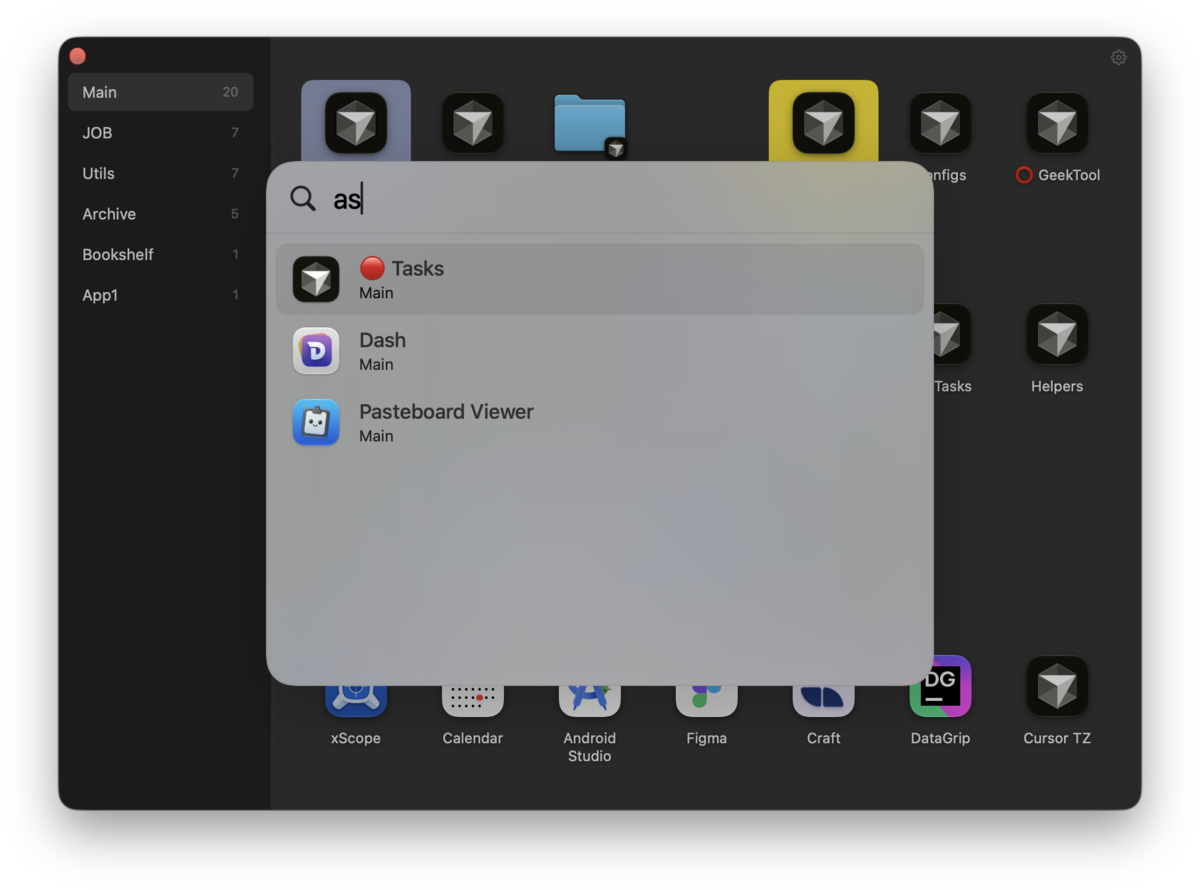 Main 20
JOB 7
Utils 7
Archive 5
Bookshelf 1
App1 1
as
Tasks
Main
Dash
Main
Pasteboard Viewer
Main
GeekTool
Tasks
Helpers
DG
xScope
Calendar
Android
Studio
Figma
Craft
DataGrip
Cursor TZ